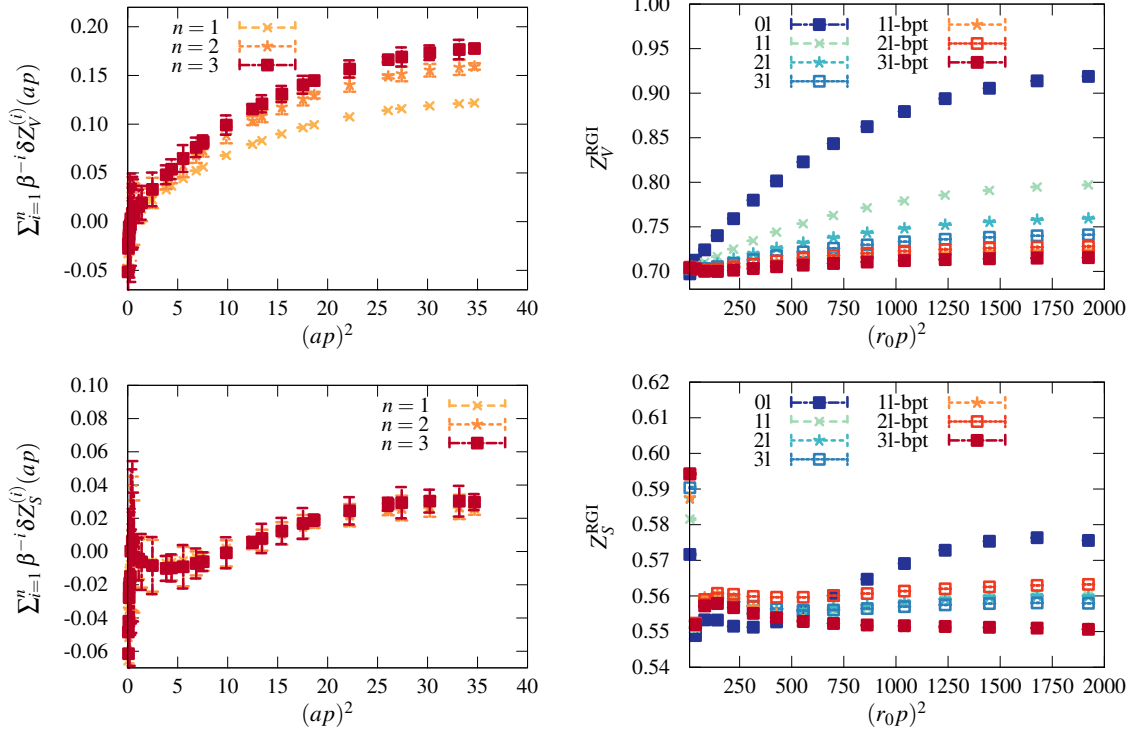 0.20
0.15
0.10
0.05
0.00
-0.05
Σⁿᵢ₌₁ β⁻ⁱ δZ_V^(i)(ap)
n = 1
n = 2
n = 3
0 5 10 15 20 25 30 35 40
(ap)²
1.00
0.95
0.90
0.85
0.80
0.75
0.70
Z_V^RGI
0l
1l
2l
3l
1l-bpt
2l-bpt
3l-bpt
250 500 750 1000 1250 1500 1750 2000
(r₀p)²
0.10
0.08
0.06
0.04
0.02
0.00
-0.02
-0.04
-0.06
Σⁿᵢ₌₁ β⁻ⁱ δZ_S^(i)(ap)
n = 1
n = 2
n = 3
0 5 10 15 20 25 30 35 40
(ap)²
0.62
0.61
0.60
0.59
0.58
0.57
0.56
0.55
0.54
Z_S^RGI
0l
1l
2l
3l
1l-bpt
2l-bpt
3l-bpt
250 500 750 1000 1250 1500 1750 2000
(r₀p)²